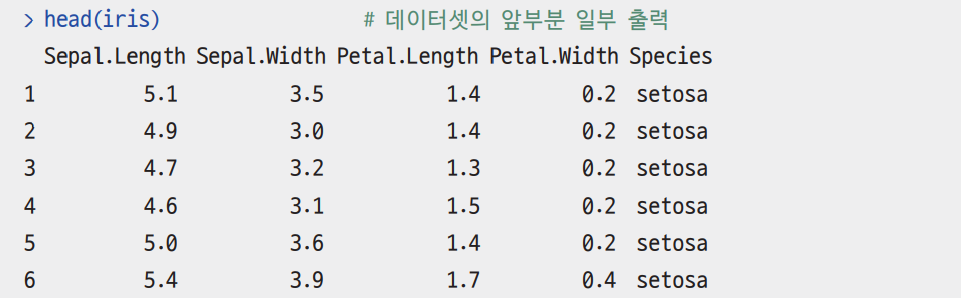 > head(iris) # 데이터셋의 앞부분 일부 출력
Sepal.Length Sepal.Width Petal.Length Petal.Width Species
1 5.1 3.5 1.4 0.2 setosa
2 4.9 3.0 1.4 0.2 setosa
3 4.7 3.2 1.3 0.2 setosa
4 4.6 3.1 1.5 0.2 setosa
5 5.0 3.6 1.4 0.2 setosa
6 5.4 3.9 1.7 0.4 setosa